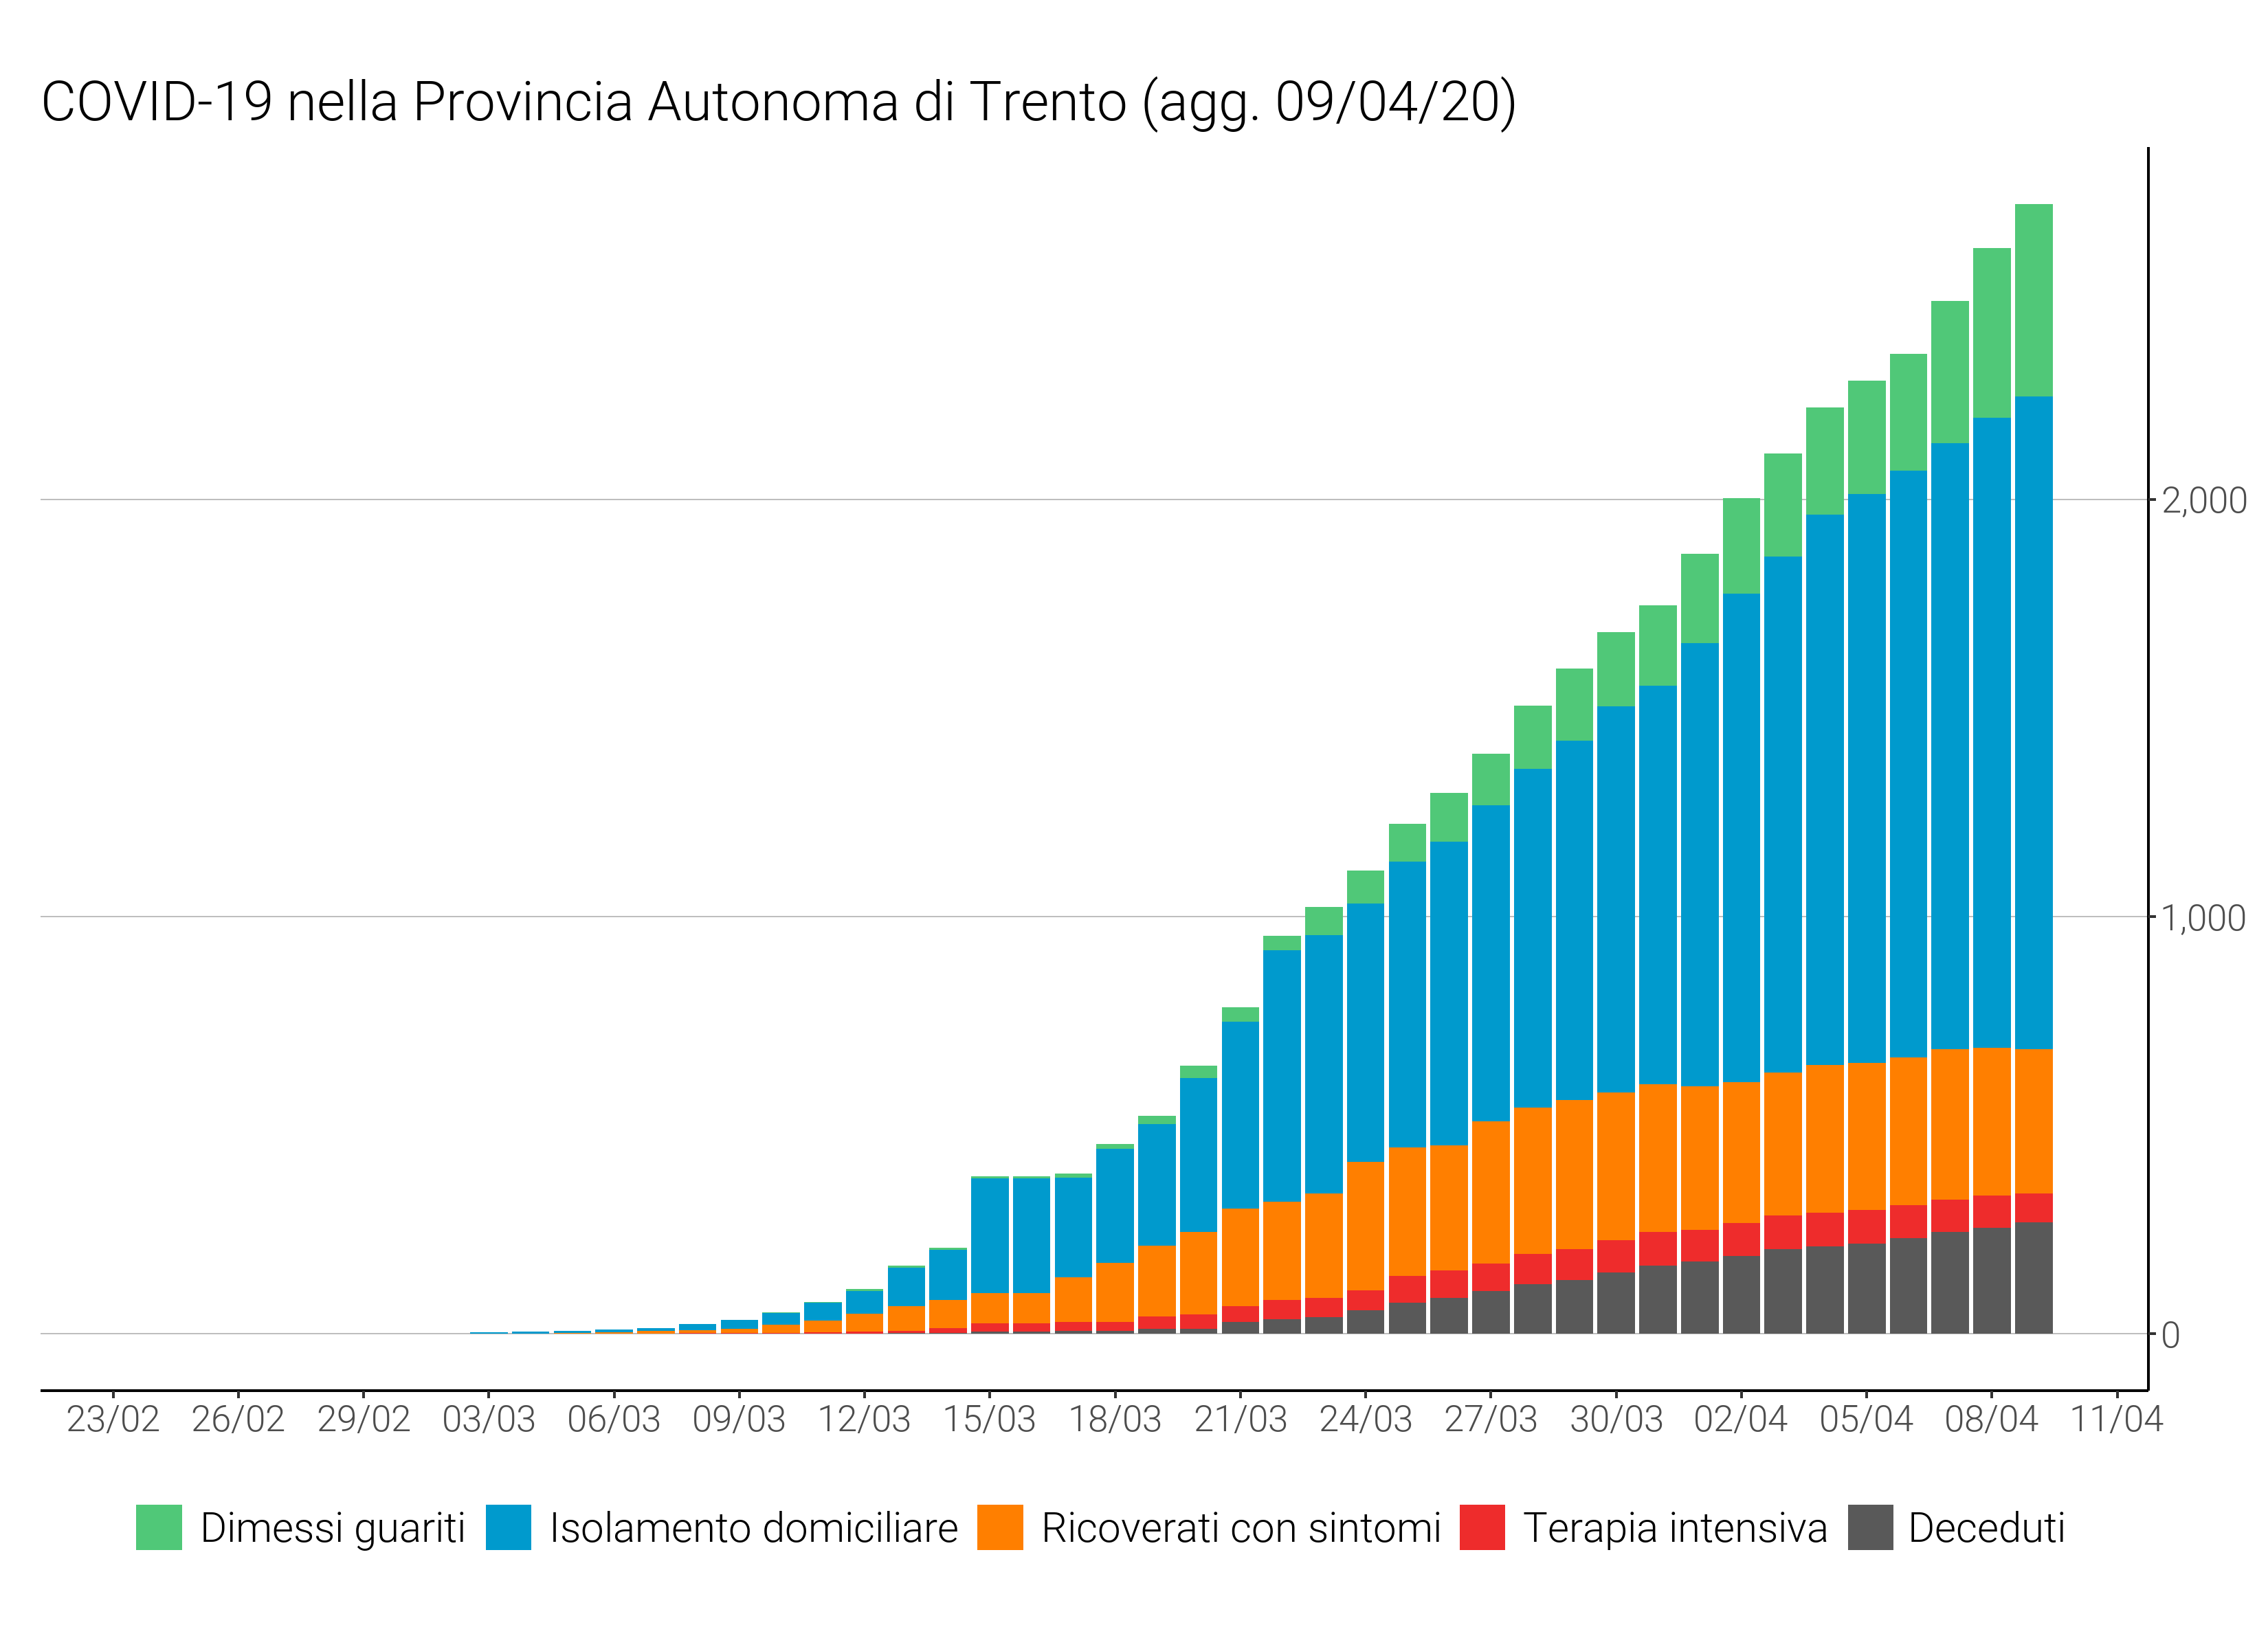 COVID-19 nella Provincia Autonoma di Trento (agg. 09/04/20)
2,000
1,000
0
23/02 26/02 29/02 03/03 06/03 09/03 12/03 15/03 18/03 21/03 24/03 27/03 30/03 02/04 05/04 08/04 11/04
Dimessi guariti Isolamento domiciliare Ricoverati con sintomi Terapia intensiva Deceduti